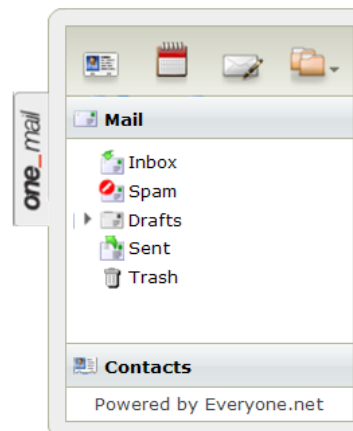 one_mail
Mail
Inbox
Spam
Drafts
Sent
Trash
Contacts
Powered by Everyone.net